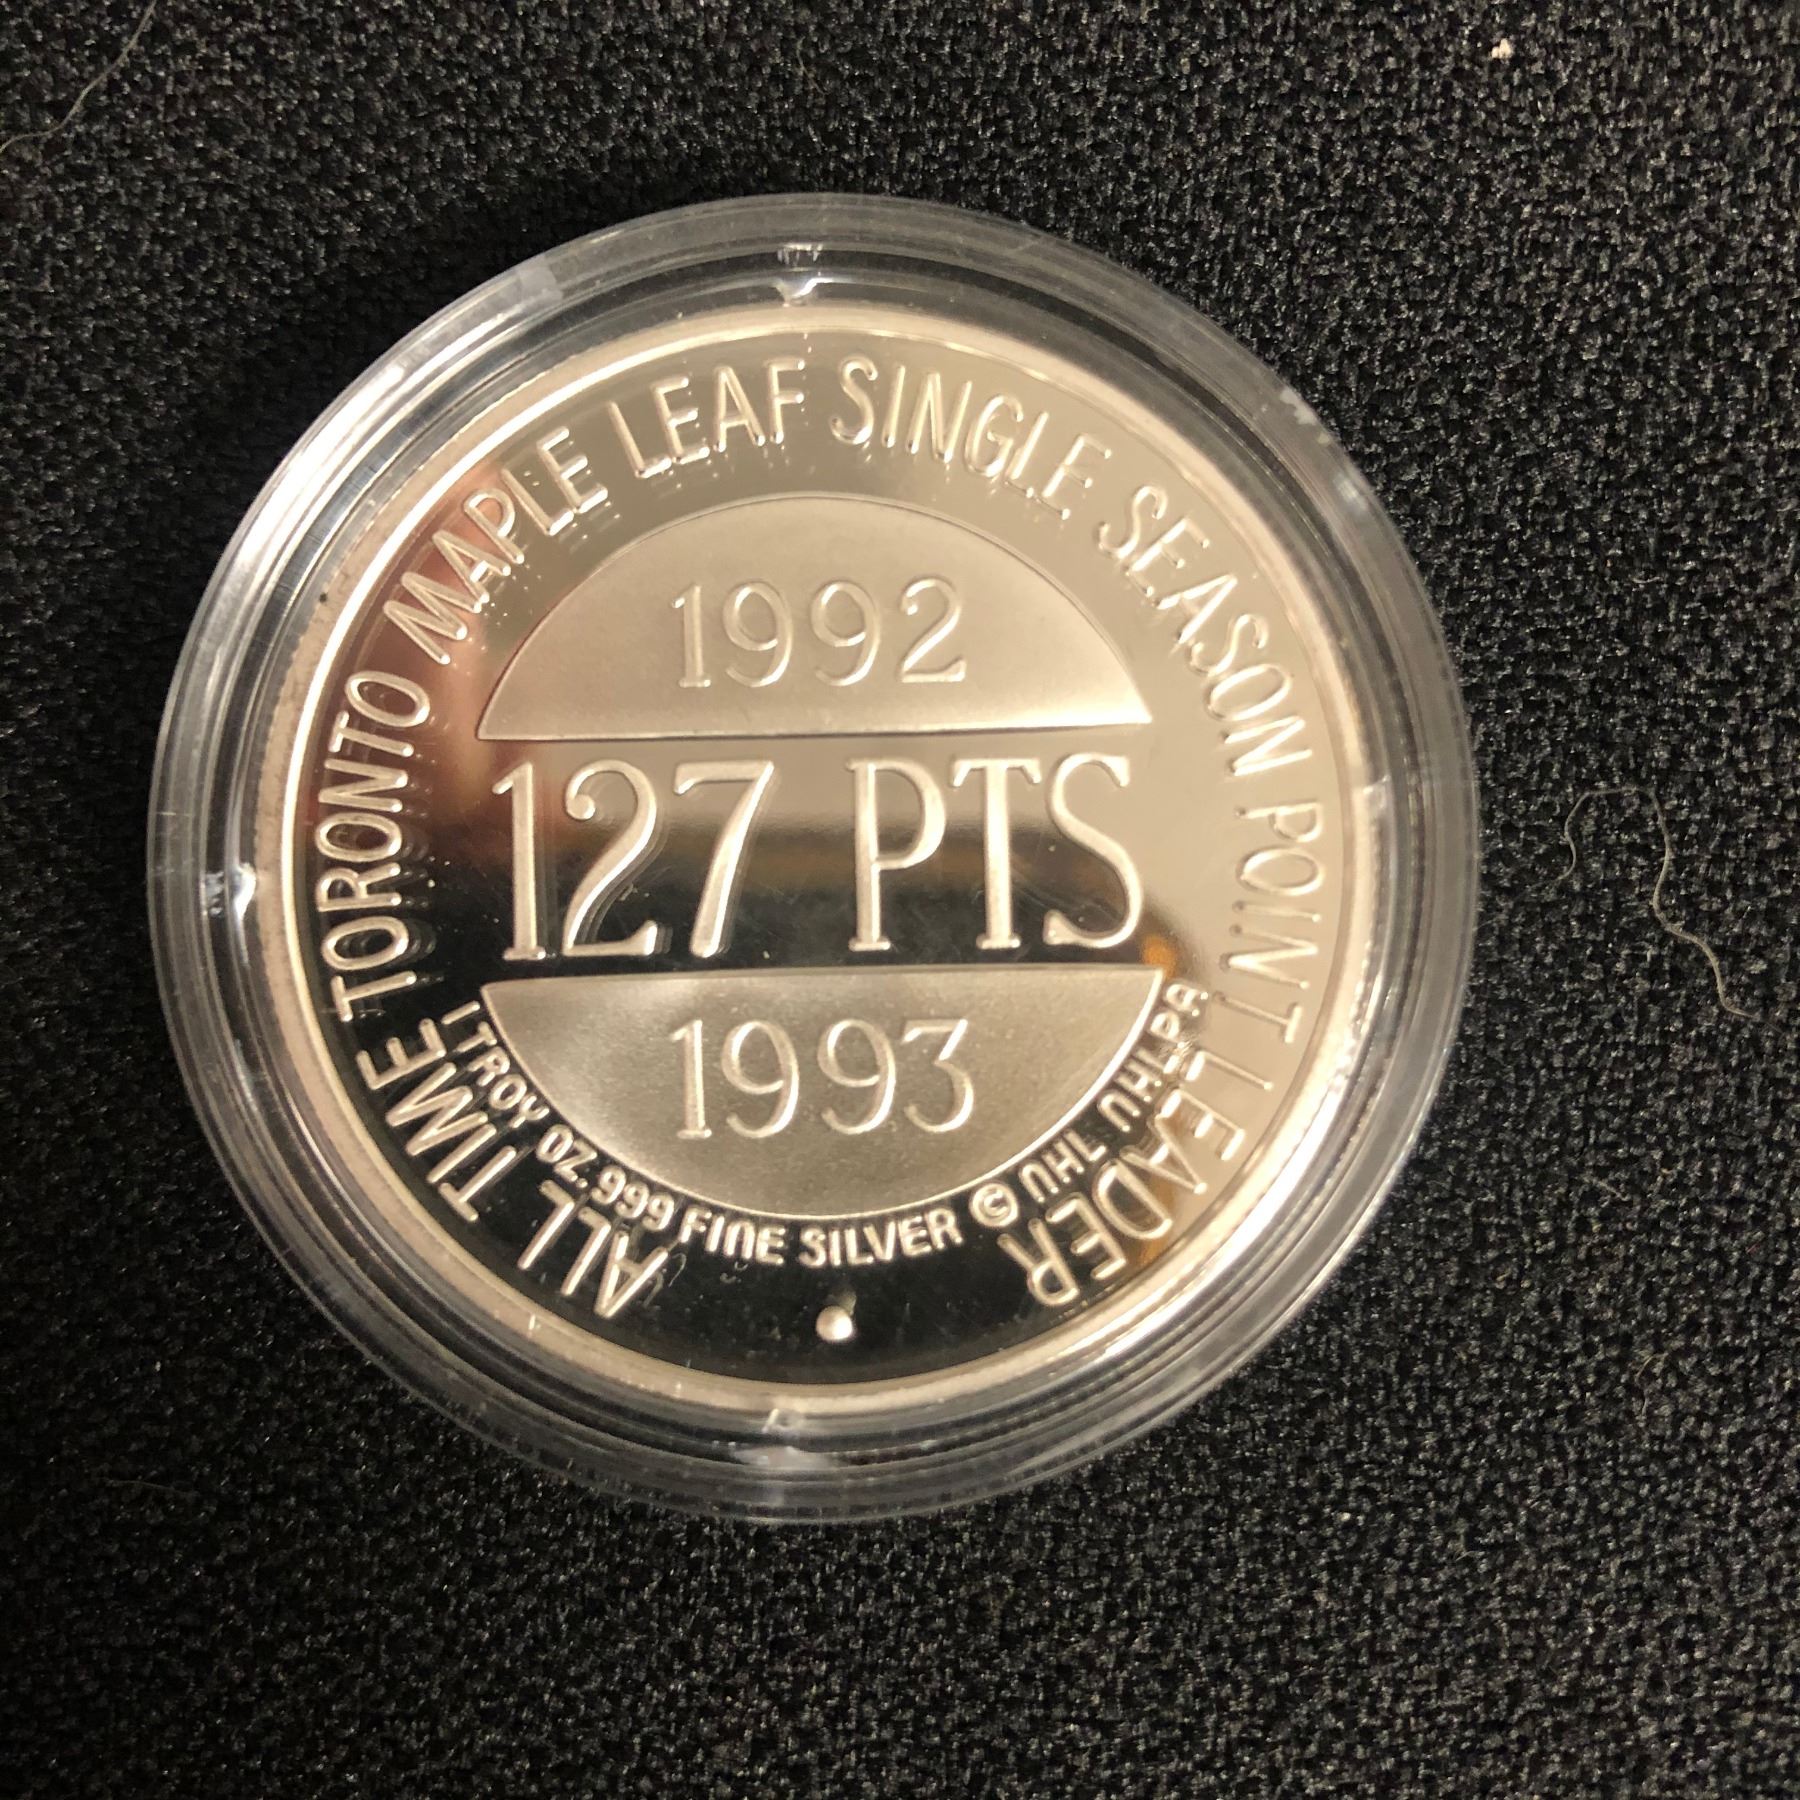 ALL TIME TORONTO MAPLE LEAF SINGLE SEASON POINT LEADER
1992
127 PTS
1993
1 TROY OZ. 999 FINE SILVER © NHL NHLPA